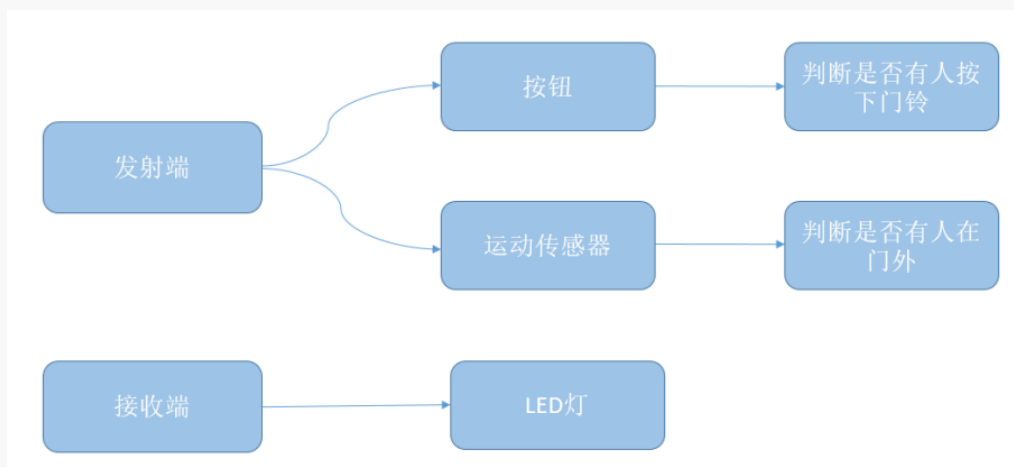 按钮
判断是否有人按
下门铃
发射端
运动传感器
判断是否有人在
门外
接收端
LED灯